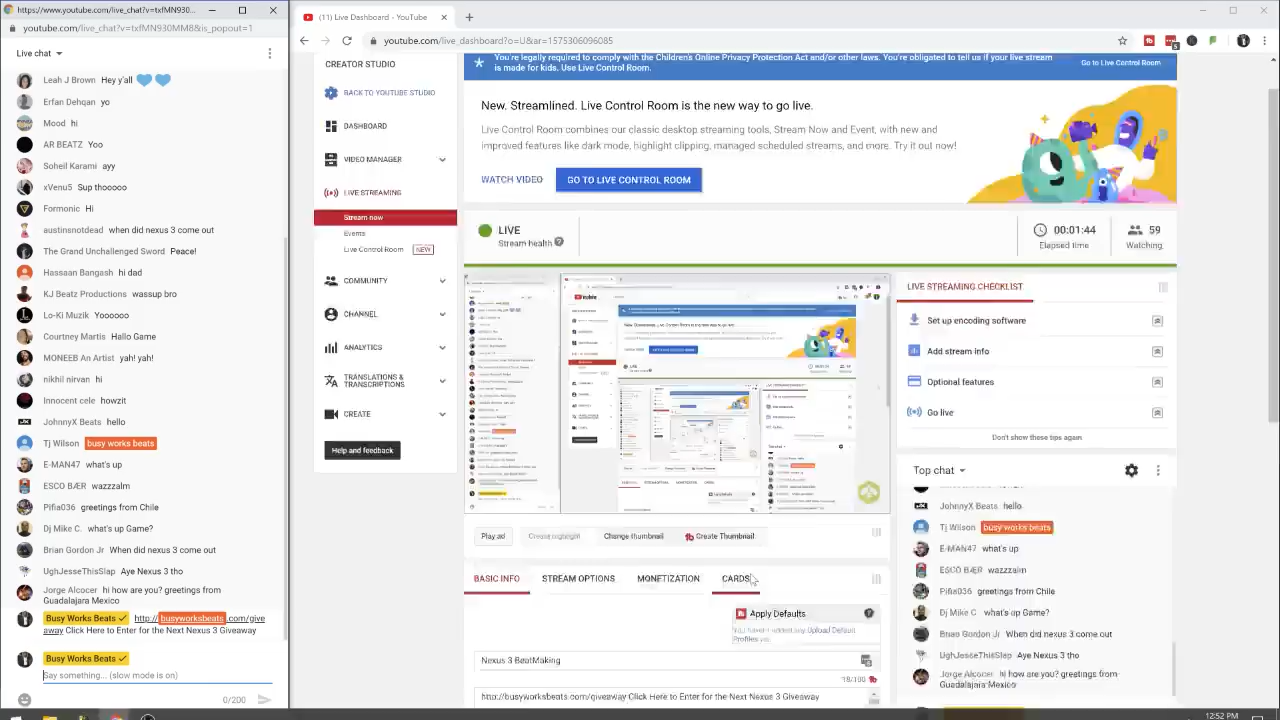 https://www.youtube.com/live_chat?v=txfMN930...
youtube.com/live_chat?v=txfMN930MM8&is_popout=1
Live chat
Leah J Brown Hey y'all
Erfan Dehqan yo
Mood hi
AR BEATZ Yoo
Soheil Karami ayy
xVenu5 Sup thooooo
Formonic Hi
austinsnotdead when did nexus 3 come out
The Grand Unchallenged Sword Peace!
Hassaan Bangash hi dad
KJ Beatz Productions wassup bro
Lo-Ki Muzik Yoooooo
Courtney Martis Hallo Game
MONEEB An Artist yah! yah!
nikhil nirvan hi
Innocent cele howzit
JohnyX Beats hello
Tj Wilson busy works beats
E-MAN47 what's up
ESCO BÆR wazzzaim
Pifia036 greetings from Chile
Dj Mike C. what's up Game?
Brian Gordon Jr When did nexus 3 come out
UghJesseThisSlap Aye Nexus 3 tho
Jorge Alcocer hi how are you? greetings from
Guadalajara Mexico
Busy Works Beats http://busyworksbeats.com/give
away Click Here to Enter for the Next Nexus 3 Giveaway
Busy Works Beats
Say something... (slow mode is on)
0/200
(11) Live Dashboard - YouTube
youtube.com/live_dashboard?o=U&ar=1575306096085
CREATOR STUDIO
BACK TO YOUTUBE STUDIO
DASHBOARD
VIDEO MANAGER
LIVE STREAMING
Stream now
Events
Live Control Room NEW
COMMUNITY
CHANNEL
ANALYTICS
TRANSLATIONS &
TRANSCRIPTIONS
CREATE
Help and feedback
You're legally required to comply with the Children's Online Privacy Protection Act and/or other laws. You're obligated to tell us if your live stream
is made for kids. Use Live Control Room.
Go to Live Control Room
New. Streamlined. Live Control Room is the new way to go live.
Live Control Room combines our classic desktop streaming tools, Stream Now and Event, with new and
improved features like dark mode, highlight clipping, managed scheduled streams, and more. Try it out now!
WATCH VIDEO
GO TO LIVE CONTROL ROOM
LIVE
Stream health
00:01:44
Elapsed time
59
Watching
Play ad
Create highlight
Change thumbnail
Create Thumbnail
BASIC INFO
STREAM OPTIONS
MONETIZATION
CARDS
Apply Defaults
Upload Default
Profiles
Nexus 3 BeatMaking
18/100
http://busyworksbeats.com/giveaway Click Here to Enter for the Next Nexus 3 Giveaway
LIVE STREAMING CHECKLIST
Set up encoding software
Add stream info
Optional features
Go live
Don't show these tips again
Top chat
JohnyX Beats hello
Tj Wilson busy works beats
E-MAN47 what's up
ESCO BÆR wazzzaim
Pifia036 greetings from Chile
Dj Mike C what's up Game?
Brian Gordon Jr When did nexus 3 come out
UghJesseThisSlap Aye Nexus 3 tho
Jorge Alcocer hi how are you? greetings from
Guadalajara Mexico
12:52 PM